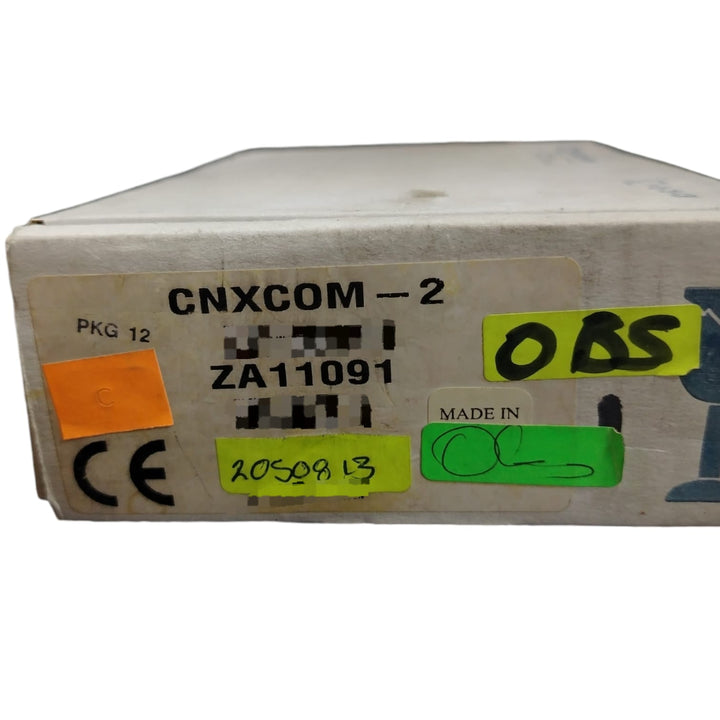 CNXCOM – 2
PKG 12
OBS
ZA11091
C
MADE IN
CE
2050813